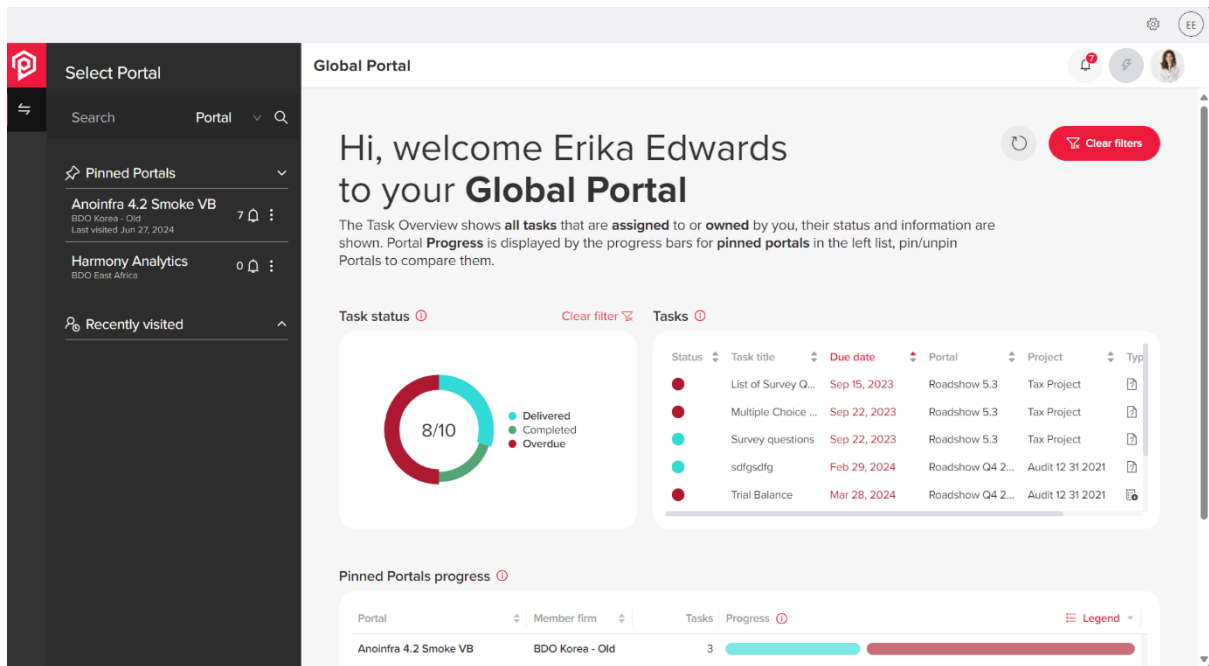 EE
Select Portal
Global Portal
7
Search Portal
Hi, welcome Erika Edwards
to your Global Portal
Clear filters
Pinned Portals
Anoinfra 4.2 Smoke VB
BDO Korea - Old
Last visited Jun 27, 2024
7
Harmony Analytics
BDO East Africa
0
Recently visited
The Task Overview shows all tasks that are assigned to or owned by you, their status and information are
shown. Portal Progress is displayed by the progress bars for pinned portals in the left list, pin/unpin
Portals to compare them.
Task status Clear filter
8/10
Delivered
Completed
Overdue
Tasks
Status Task title Due date Portal Project Typ
List of Survey Q... Sep 15, 2023 Roadshow 5.3 Tax Project
Multiple Choice ... Sep 22, 2023 Roadshow 5.3 Tax Project
Survey questions Sep 22, 2023 Roadshow 5.3 Tax Project
sdfgsdfg Feb 29, 2024 Roadshow Q4 2... Audit 12 31 2021
Trial Balance Mar 28, 2024 Roadshow Q4 2... Audit 12 31 2021
Pinned Portals progress
Portal Member firm Tasks Progress Legend
Anoinfra 4.2 Smoke VB BDO Korea - Old 3